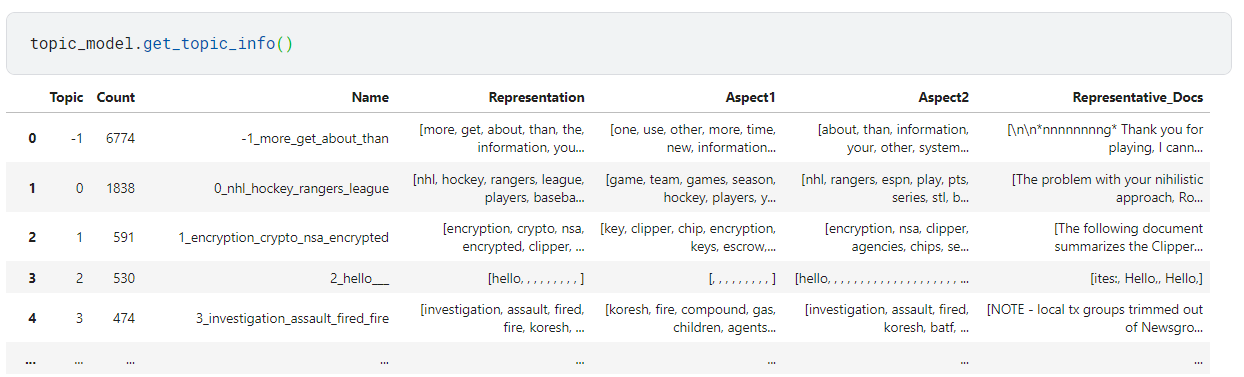 topic_model.get_topic_info()
Topic Count Name Representation Aspect1 Aspect2 Representative_Docs
0 -1 6774 -1_more_get_about_than [more, get, about, than, the, information, you... [one, use, other, more, time, new, information... [about, than, information, your, other, system... [\n\n*nnnnnnnng* Thank you for playing, I cann...
1 0 1838 0_nhl_hockey_rangers_league [nhl, hockey, rangers, league, players, baseba... [game, team, games, season, hockey, players, y... [nhl, rangers, espn, play, pts, series, stl, b... [The problem with your nihilistic approach, Ro...
2 1 591 1_encryption_crypto_nsa_encrypted [encryption, crypto, nsa, encrypted, clipper, ... [key, clipper, chip, encryption, keys, escrow,... [encryption, nsa, clipper, agencies, chips, se... [The following document summarizes the Clipper...
3 2 530 2_hello___ [hello, , , , , , , , , ] [, , , , , , , , , ] [hello, , , , , , , , , , , , , , , , , , , , ... [ites:, Hello,, Hello,]
4 3 474 3_investigation_assault_fired_fire [investigation, assault, fired, fire, koresh, ... [koresh, fire, compound, gas, children, agents... [investigation, assault, fired, koresh, batf, ... [NOTE - local tx groups trimmed out of Newsgro...
... ... ... ... ... ... ... ...